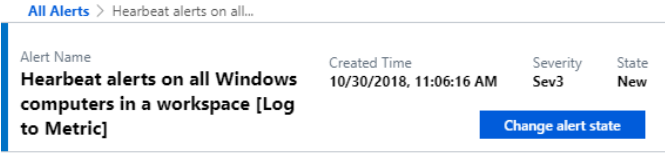 All Alerts > Hearbeat alerts on all...
Alert Name
Hearbeat alerts on all Windows
computers in a workspace [Log
to Metric]
Created Time
10/30/2018, 11:06:16 AM
Severity
Sev3
State
New
Change alert state